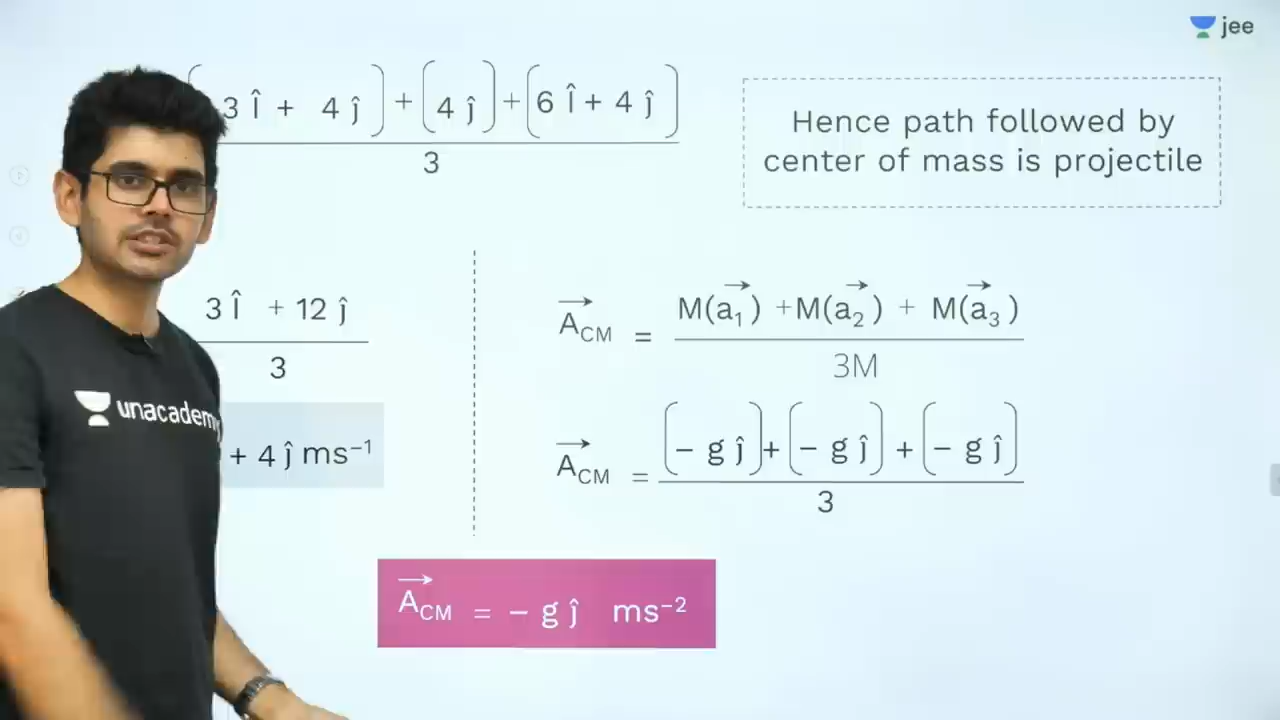 jee
3 î + 4 ĵ ) + ( 4 ĵ ) + ( 6 î + 4 ĵ )
3
Hence path followed by
center of mass is projectile
3 î + 12 ĵ
3
+ 4 ĵ ms⁻¹
A⃗CM = M(a⃗₁) + M(a⃗₂) + M(a⃗₃)
3M
A⃗CM = (− g ĵ) + (− g ĵ) + (− g ĵ)
3
A⃗CM = − g ĵ ms⁻²
unacademy